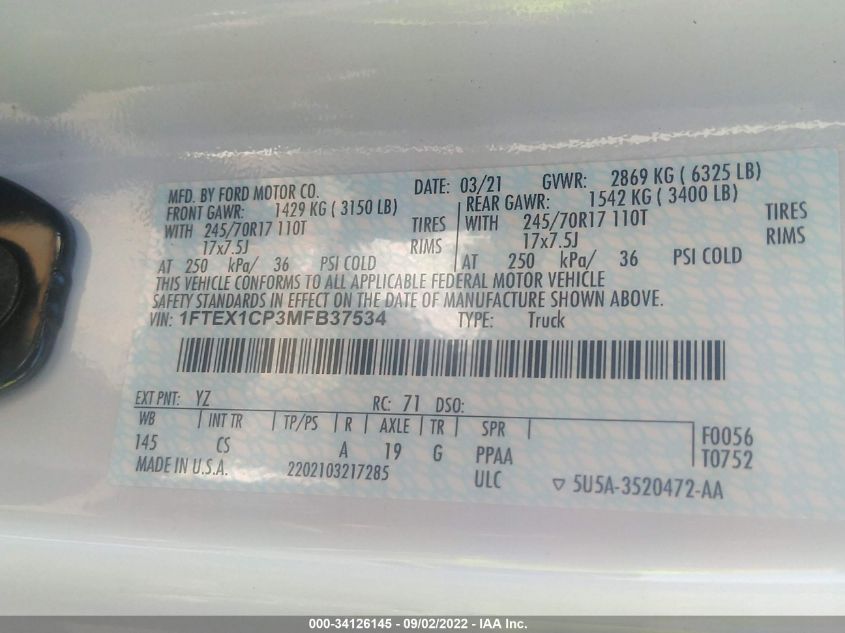 MFD. BY FORD MOTOR CO. DATE: 03/21 GVWR: 2869 KG ( 6325 LB)
FRONT GAWR: 1429 KG ( 3150 LB) REAR GAWR: 1542 KG ( 3400 LB)
WITH 245/70R17 110T TIRES WITH 245/70R17 110T TIRES
17x7.5J RIMS 17x7.5J RIMS
AT 250 kPa/ 36 PSI COLD AT 250 kPa/ 36 PSI COLD
THIS VEHICLE CONFORMS TO ALL APPLICABLE FEDERAL MOTOR VEHICLE
SAFETY STANDARDS IN EFFECT ON THE DATE OF MANUFACTURE SHOWN ABOVE.
VIN: 1FTEX1CP3MFB37534 TYPE: Truck
EXT PNT: YZ RC: 71 DSO:
WB INT TR TP/PS R AXLE TR SPR F0056
145 CS A 19 G PPAA T0752
MADE IN U.S.A. 2202103217285 ULC ▽ 5U5A-3520472-AA
000-34126145 - 09/02/2022 - IAA Inc.